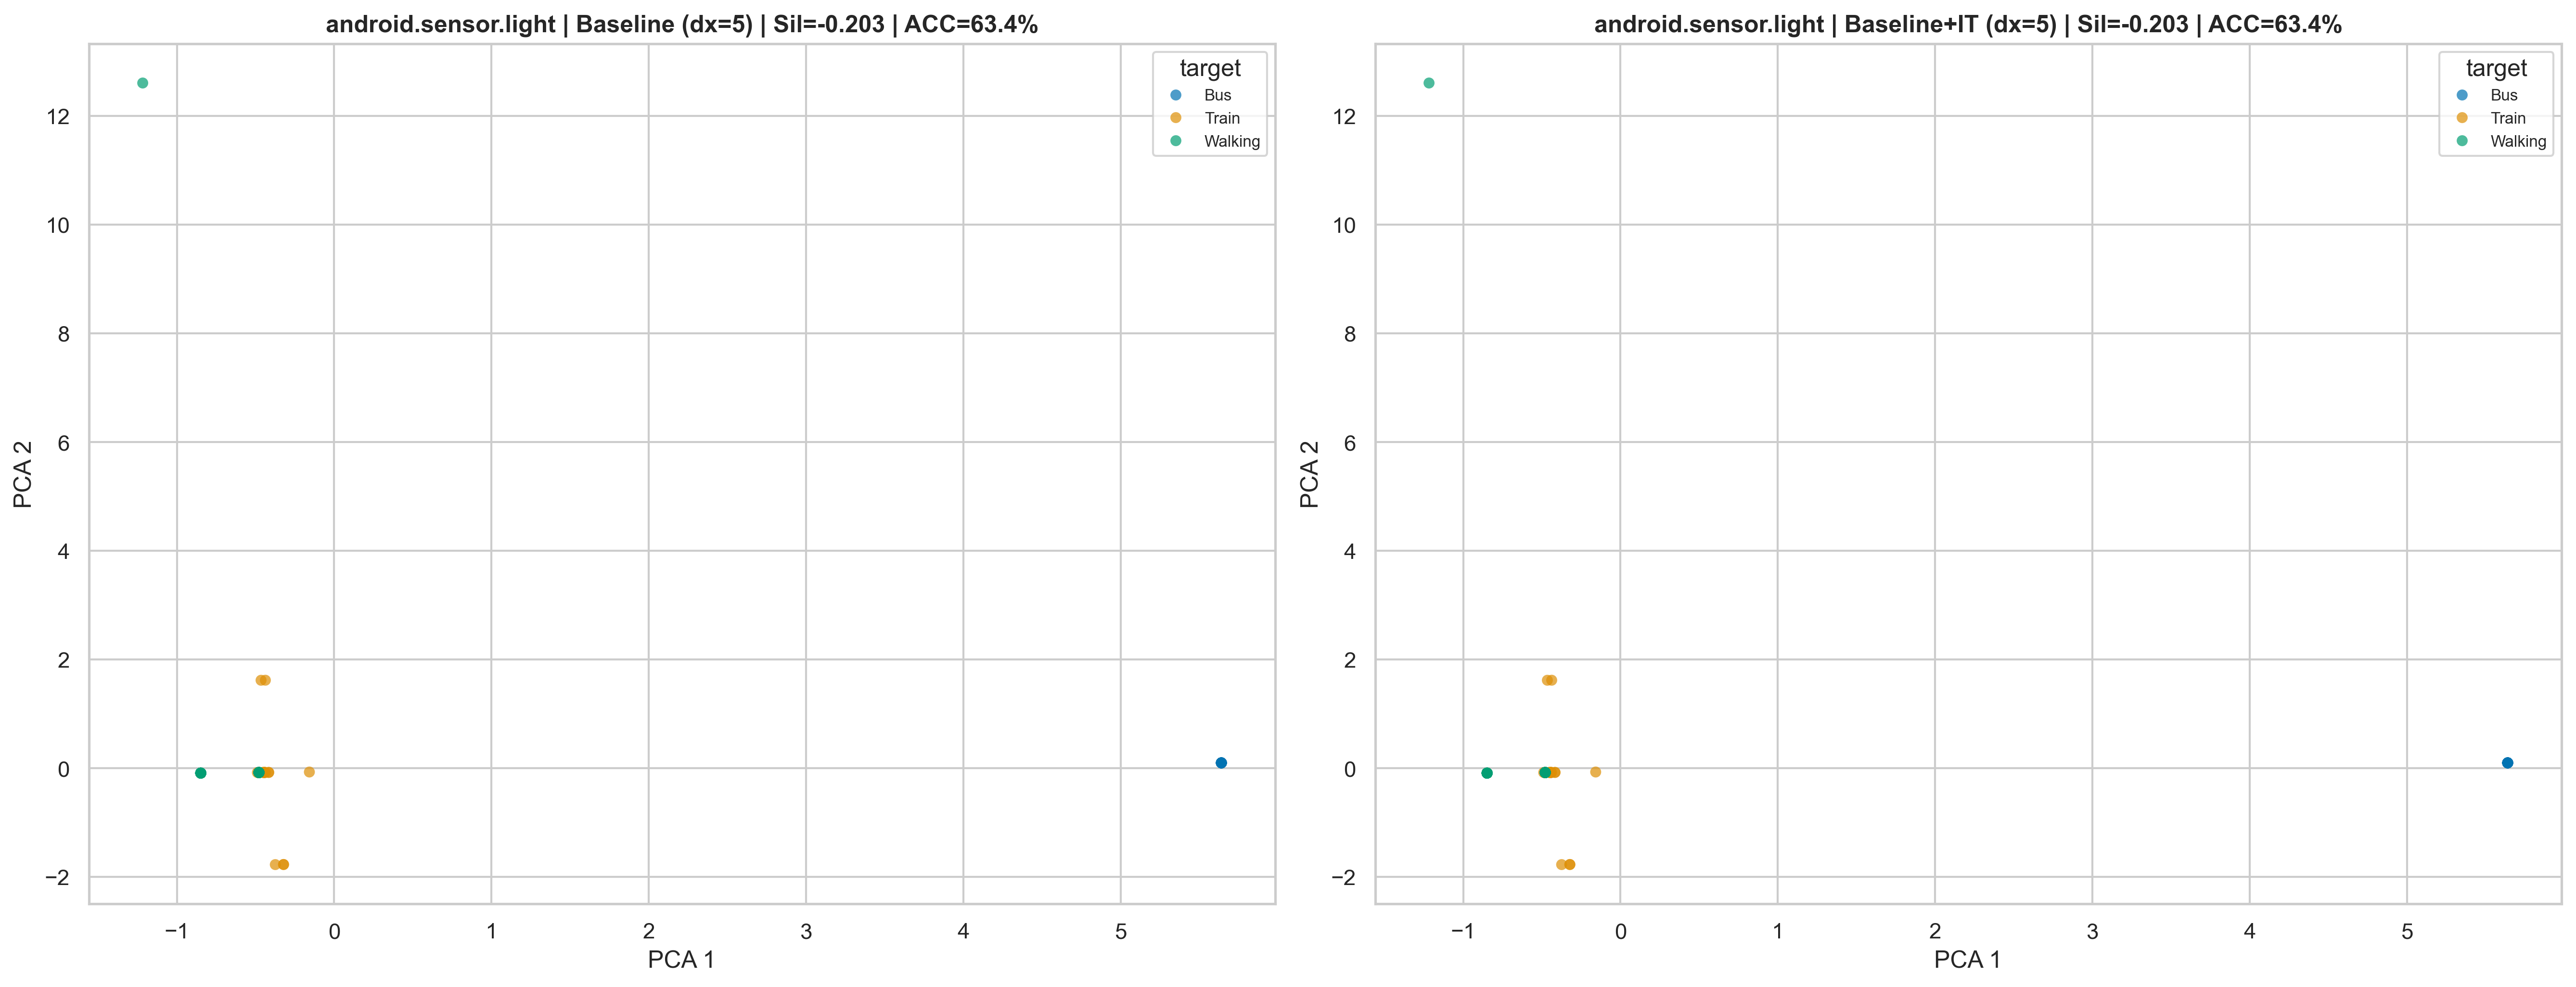 android.sensor.light | Baseline (dx=5) | Sil=-0.203 | ACC=63.4%
target
Bus
Train
Walking
12
10
8
6
4
2
0
−2
PCA 2
−1 0 1 2 3 4 5
PCA 1
android.sensor.light | Baseline+IT (dx=5) | Sil=-0.203 | ACC=63.4%
target
Bus
Train
Walking
12
10
8
6
4
2
0
−2
PCA 2
−1 0 1 2 3 4 5
PCA 1